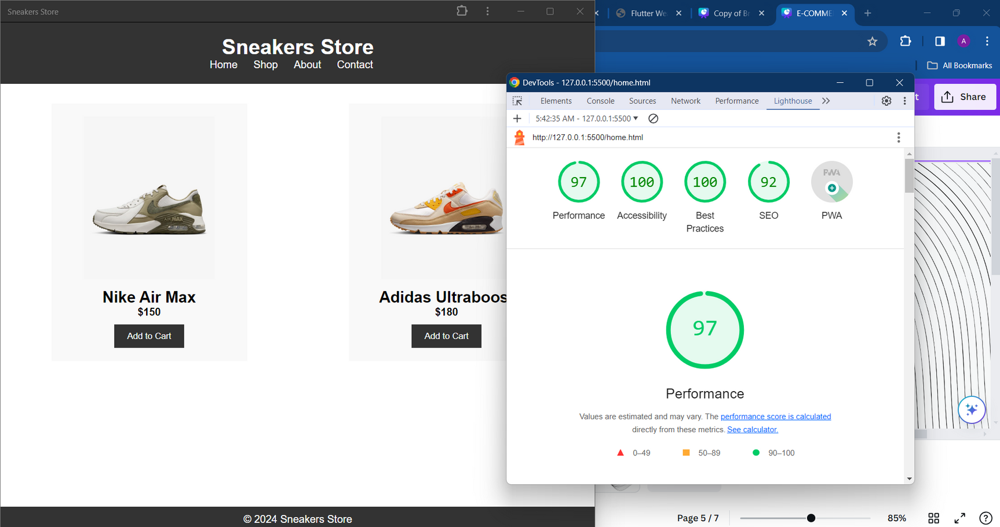 Sneakers Store
Sneakers Store
Home Shop About Contact
Nike Air Max
$150
Add to Cart
Adidas Ultraboos
$180
Add to Cart
© 2024 Sneakers Store
Flutter We
Copy of Br
E-COMME
A
All Bookmarks
t
Share
DevTools - 127.0.0.1:5500/home.html
Elements Console Sources Network Performance Lighthouse
5:42:35 AM - 127.0.0.1:5500
http://127.0.0.1:5500/home.html
97 100 100 92 PWA
Performance Accessibility Best Practices SEO PWA
97
Performance
Values are estimated and may vary. The performance score is calculated
directly from these metrics. See calculator.
0–49 50–89 90–100
Page 5 / 7
85%